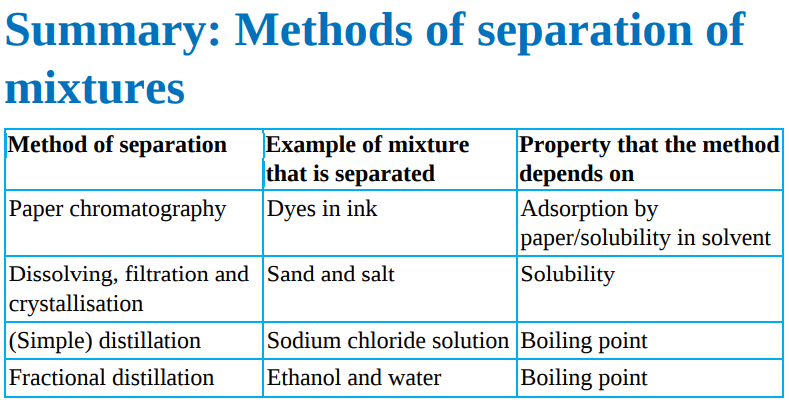 Summary: Methods of separation of
mixtures
Method of separation Example of mixture that is separated Property that the method depends on
Paper chromatography Dyes in ink Adsorption by paper/solubility in solvent
Dissolving, filtration and crystallisation Sand and salt Solubility
(Simple) distillation Sodium chloride solution Boiling point
Fractional distillation Ethanol and water Boiling point